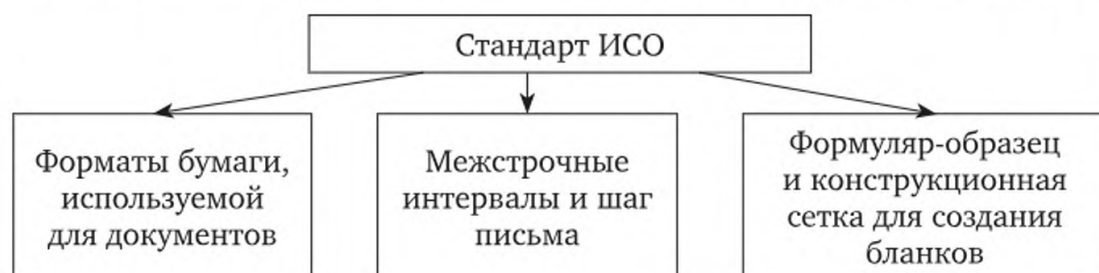 Стандарт ИСО
Форматы бумаги,
используемой
для документов
Межстрочные
интервалы и шаг
письма
Формуляр-образец
и конструкционная
сетка для создания
бланков